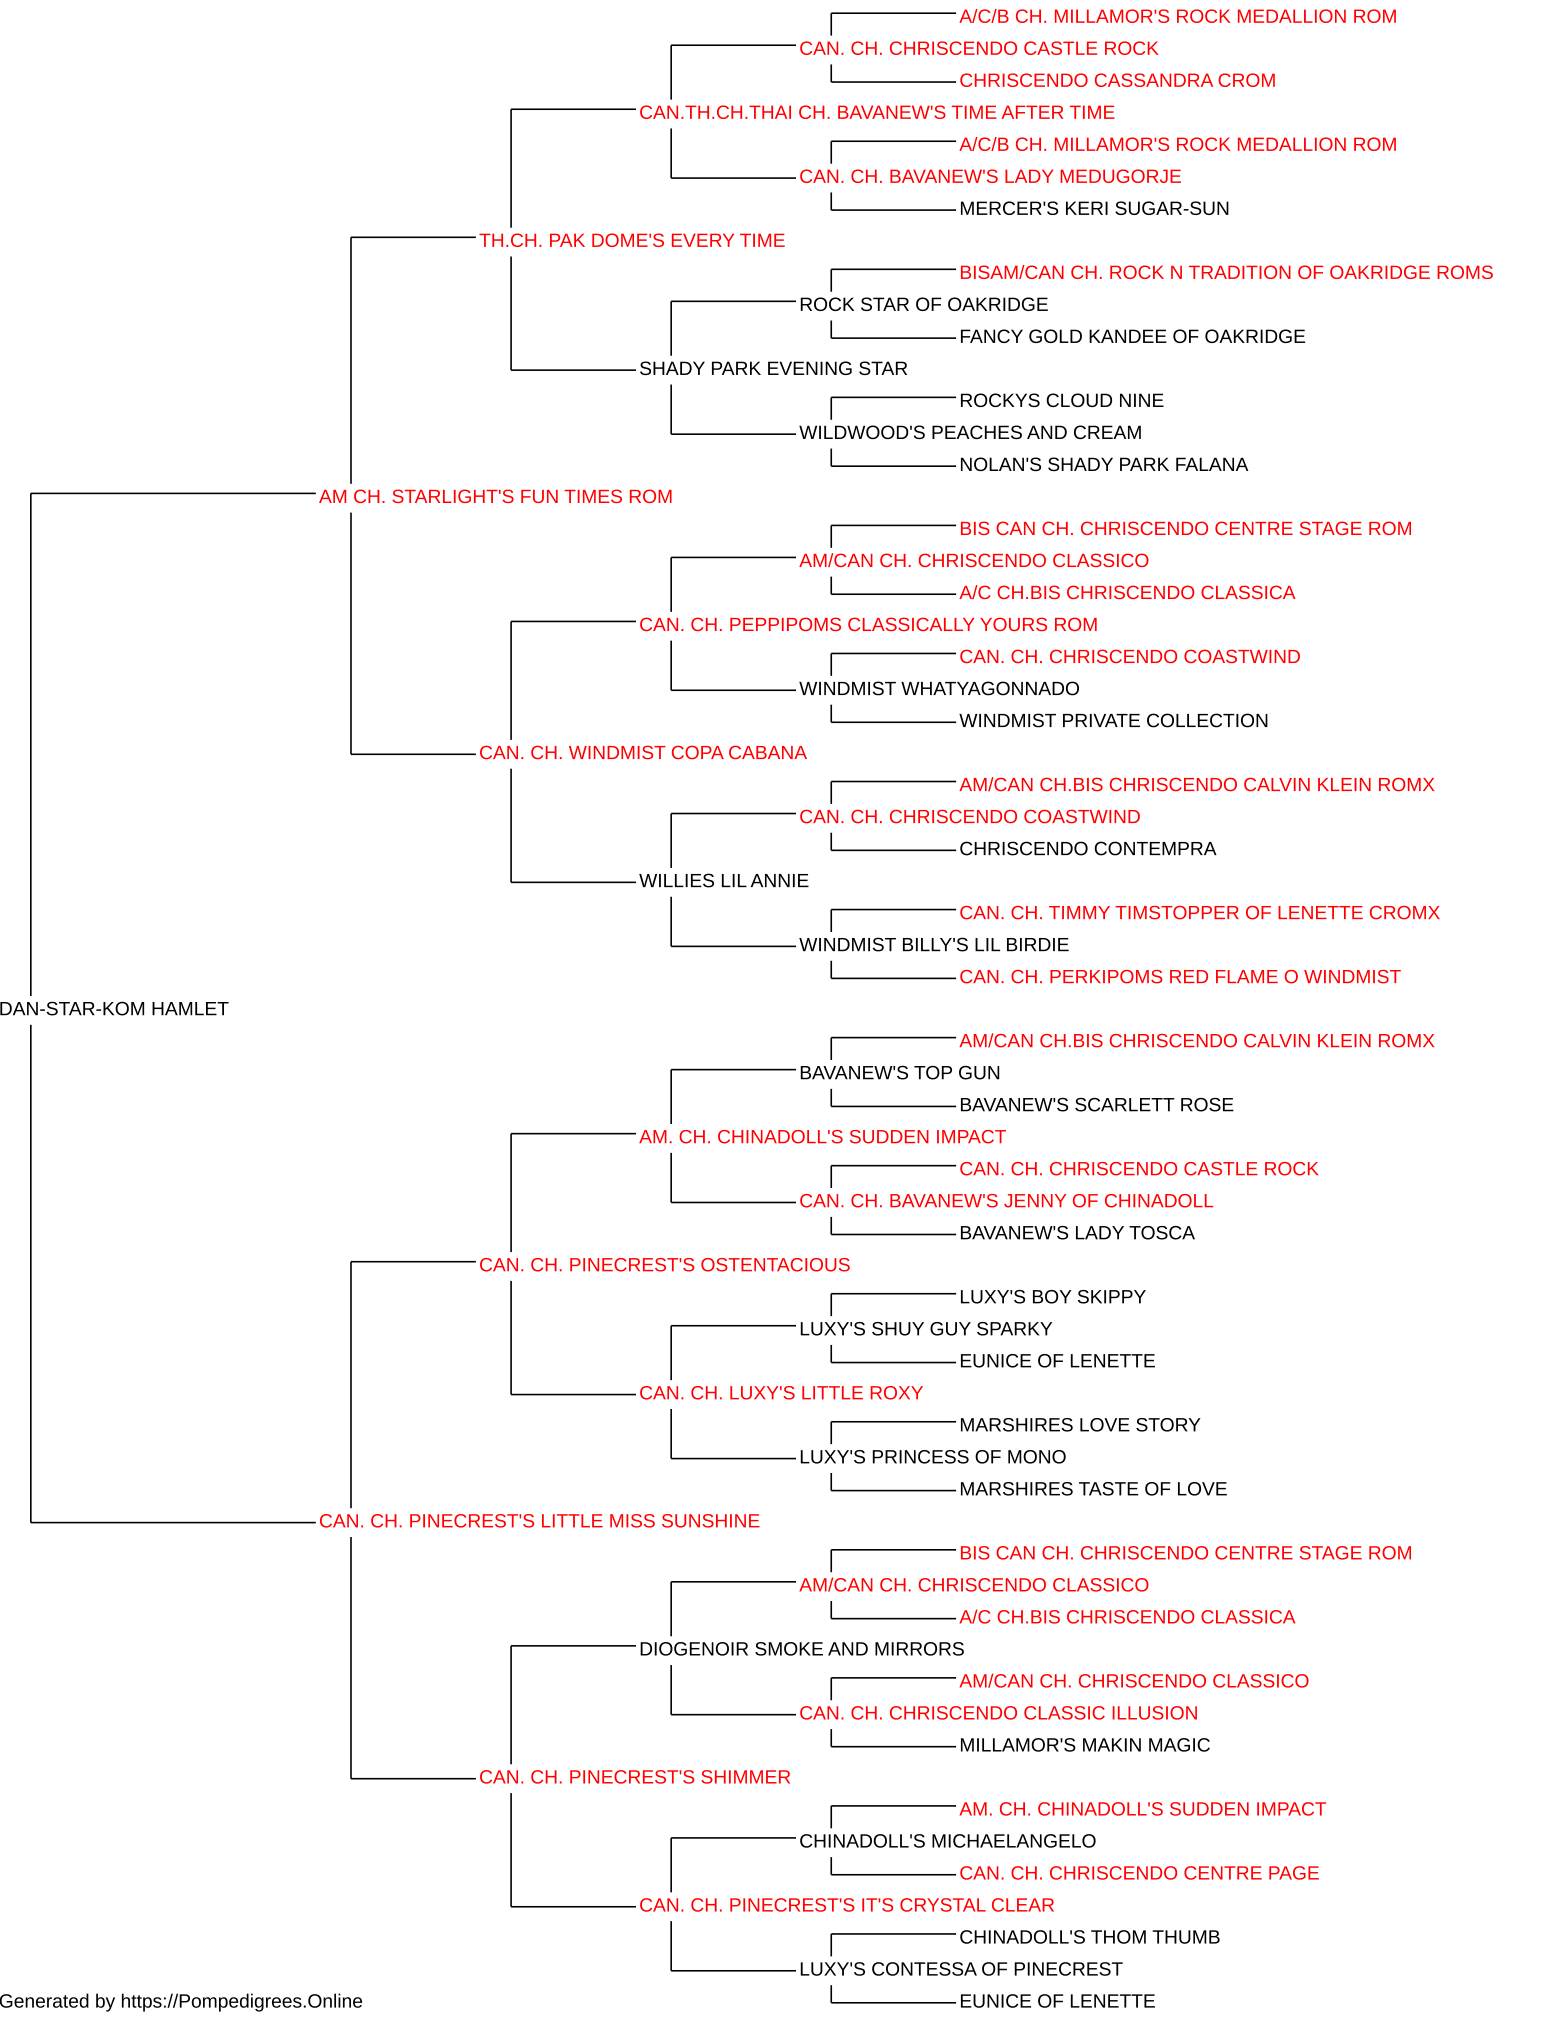 A/C/B CH. MILLAMOR'S ROCK MEDALLION ROM
CAN. CH. CHRISCENDO CASTLE ROCK
CHRISCENDO CASSANDRA CROM
CAN.TH.CH.THAI CH. BAVANEW'S TIME AFTER TIME
A/C/B CH. MILLAMOR'S ROCK MEDALLION ROM
CAN. CH. BAVANEW'S LADY MEDUGORJE
MERCER'S KERI SUGAR-SUN
TH.CH. PAK DOME'S EVERY TIME
BISAM/CAN CH. ROCK N TRADITION OF OAKRIDGE ROMS
ROCK STAR OF OAKRIDGE
FANCY GOLD KANDEE OF OAKRIDGE
SHADY PARK EVENING STAR
ROCKYS CLOUD NINE
WILDWOOD'S PEACHES AND CREAM
NOLAN'S SHADY PARK FALANA
AM CH. STARLIGHT'S FUN TIMES ROM
BIS CAN CH. CHRISCENDO CENTRE STAGE ROM
AM/CAN CH. CHRISCENDO CLASSICO
A/C CH.BIS CHRISCENDO CLASSICA
CAN. CH. PEPPIPOMS CLASSICALLY YOURS ROM
CAN. CH. CHRISCENDO COASTWIND
WINDMIST WHATYAGONNADO
WINDMIST PRIVATE COLLECTION
CAN. CH. WINDMIST COPA CABANA
AM/CAN CH.BIS CHRISCENDO CALVIN KLEIN ROMX
CAN. CH. CHRISCENDO COASTWIND
CHRISCENDO CONTEMPRA
WILLIES LIL ANNIE
CAN. CH. TIMMY TIMSTOPPER OF LENETTE CROMX
WINDMIST BILLY'S LIL BIRDIE
CAN. CH. PERKIPOMS RED FLAME O WINDMIST
DAN-STAR-KOM HAMLET
AM/CAN CH.BIS CHRISCENDO CALVIN KLEIN ROMX
BAVANEW'S TOP GUN
BAVANEW'S SCARLETT ROSE
AM. CH. CHINADOLL'S SUDDEN IMPACT
CAN. CH. CHRISCENDO CASTLE ROCK
CAN. CH. BAVANEW'S JENNY OF CHINADOLL
BAVANEW'S LADY TOSCA
CAN. CH. PINECREST'S OSTENTACIOUS
LUXY'S BOY SKIPPY
LUXY'S SHUY GUY SPARKY
EUNICE OF LENETTE
CAN. CH. LUXY'S LITTLE ROXY
MARSHIRES LOVE STORY
LUXY'S PRINCESS OF MONO
MARSHIRES TASTE OF LOVE
CAN. CH. PINECREST'S LITTLE MISS SUNSHINE
BIS CAN CH. CHRISCENDO CENTRE STAGE ROM
AM/CAN CH. CHRISCENDO CLASSICO
A/C CH.BIS CHRISCENDO CLASSICA
DIOGENOIR SMOKE AND MIRRORS
AM/CAN CH. CHRISCENDO CLASSICO
CAN. CH. CHRISCENDO CLASSIC ILLUSION
MILLAMOR'S MAKIN MAGIC
CAN. CH. PINECREST'S SHIMMER
AM. CH. CHINADOLL'S SUDDEN IMPACT
CHINADOLL'S MICHAELANGELO
CAN. CH. CHRISCENDO CENTRE PAGE
CAN. CH. PINECREST'S IT'S CRYSTAL CLEAR
CHINADOLL'S THOM THUMB
LUXY'S CONTESSA OF PINECREST
EUNICE OF LENETTE
Generated by https://Pompedigrees.Online